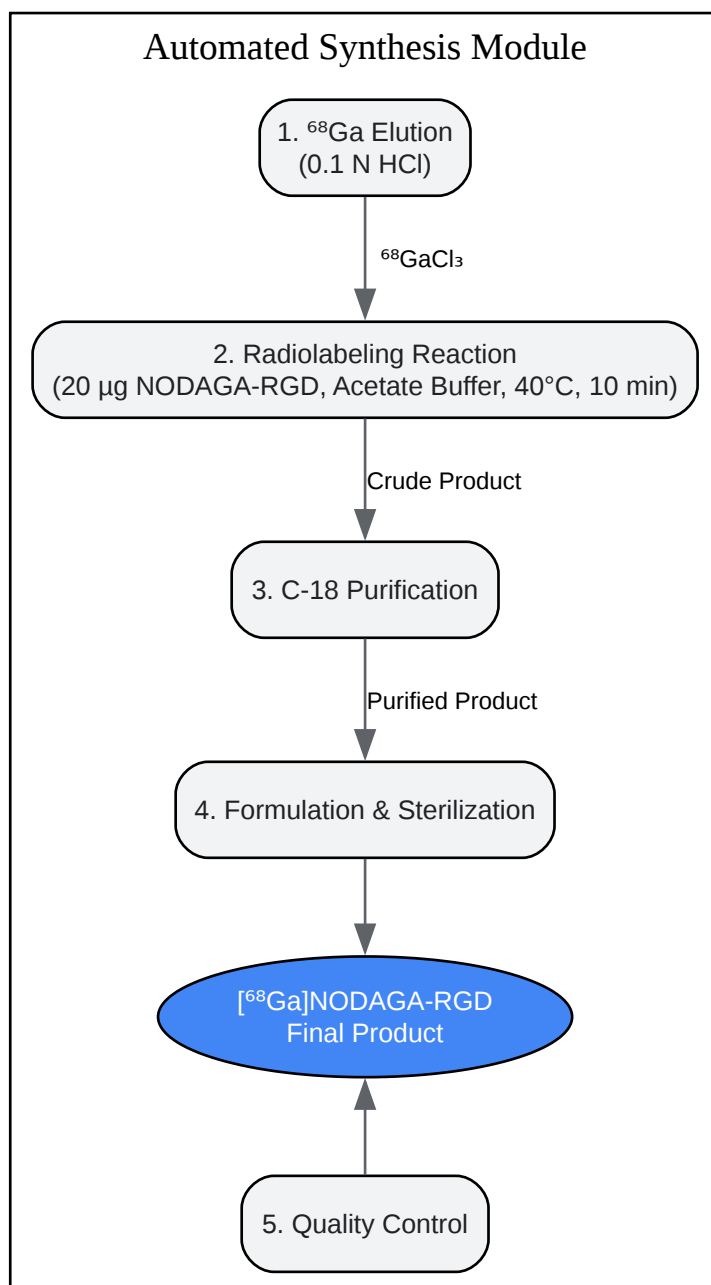 Automated Synthesis Module
1. ⁶⁸Ga Elution
(0.1 N HCl)
⁶⁸GaCl₃
2. Radiolabeling Reaction
(20 µg NODAGA-RGD, Acetate Buffer, 40°C, 10 min)
Crude Product
3. C-18 Purification
Purified Product
4. Formulation & Sterilization
[⁶⁸Ga]NODAGA-RGD
Final Product
5. Quality Control